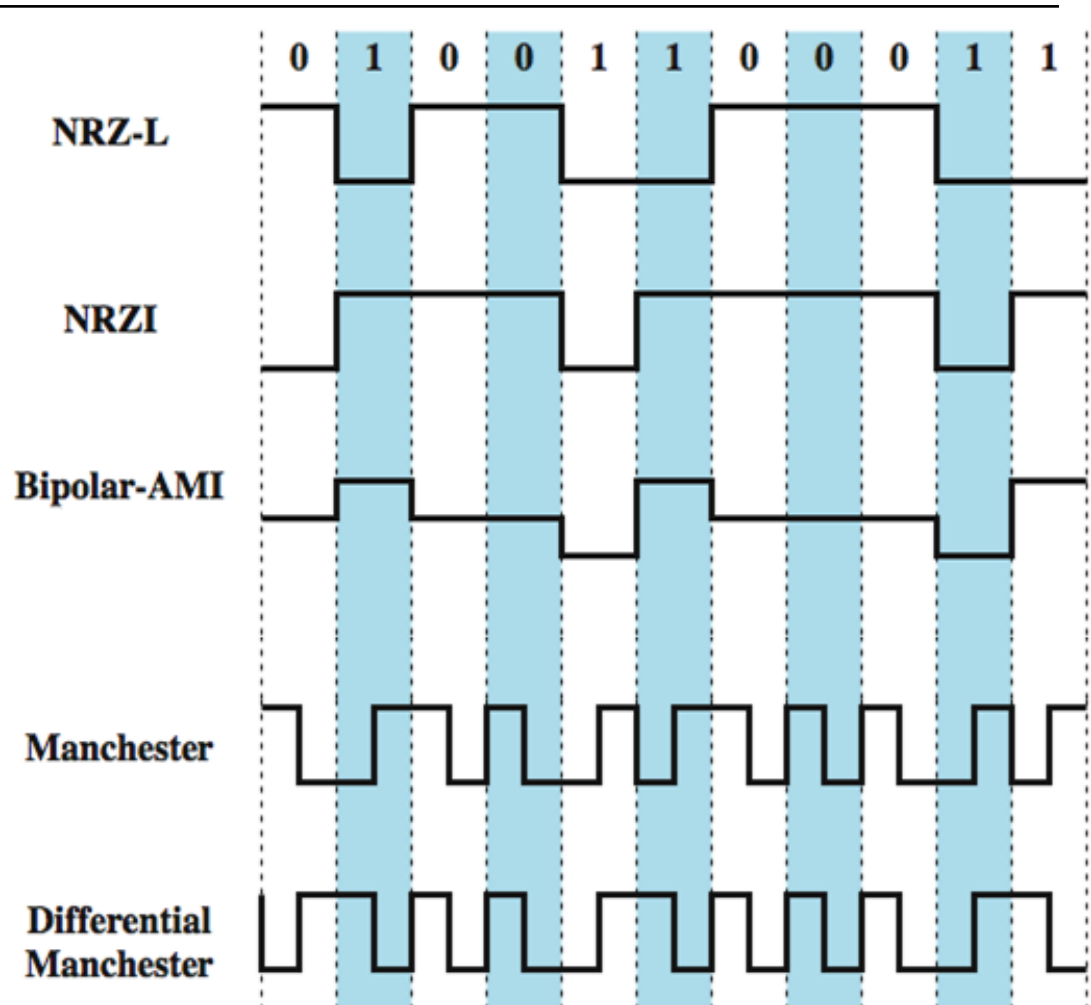 0 1 0 0 1 1 0 0 0 1 1
NRZ-L
NRZI
Bipolar-AMI
Manchester
Differential
Manchester